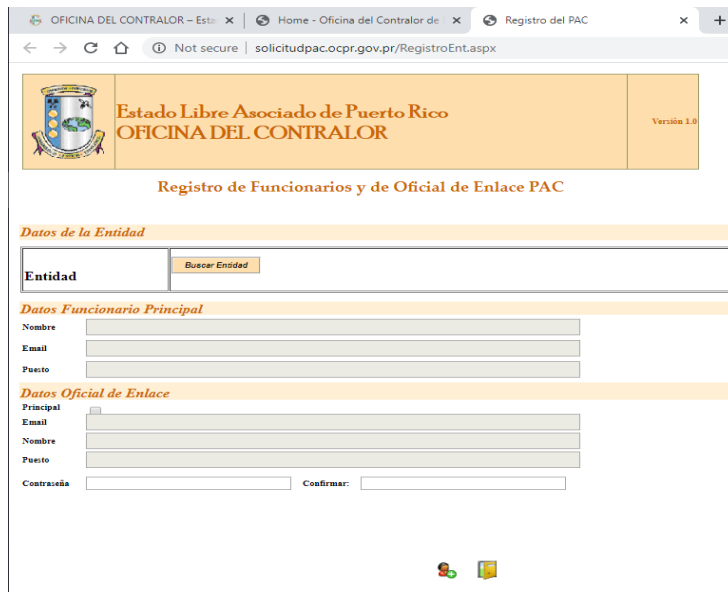 OFICINA DEL CONTRALOR – Esta
Home - Oficina del Contralor de
Registro del PAC
Not secure | solicitudpac.ocpr.gov.pr/RegistroEnt.aspx
Estado Libre Asociado de Puerto Rico
OFICINA DEL CONTRALOR
Versión 1.0
Registro de Funcionarios y de Oficial de Enlace PAC
Datos de la Entidad
Entidad
Buscar Entidad
Datos Funcionario Principal
Nombre
Email
Puesto
Datos Oficial de Enlace
Principal
Email
Nombre
Puesto
Contraseña Confirmar: